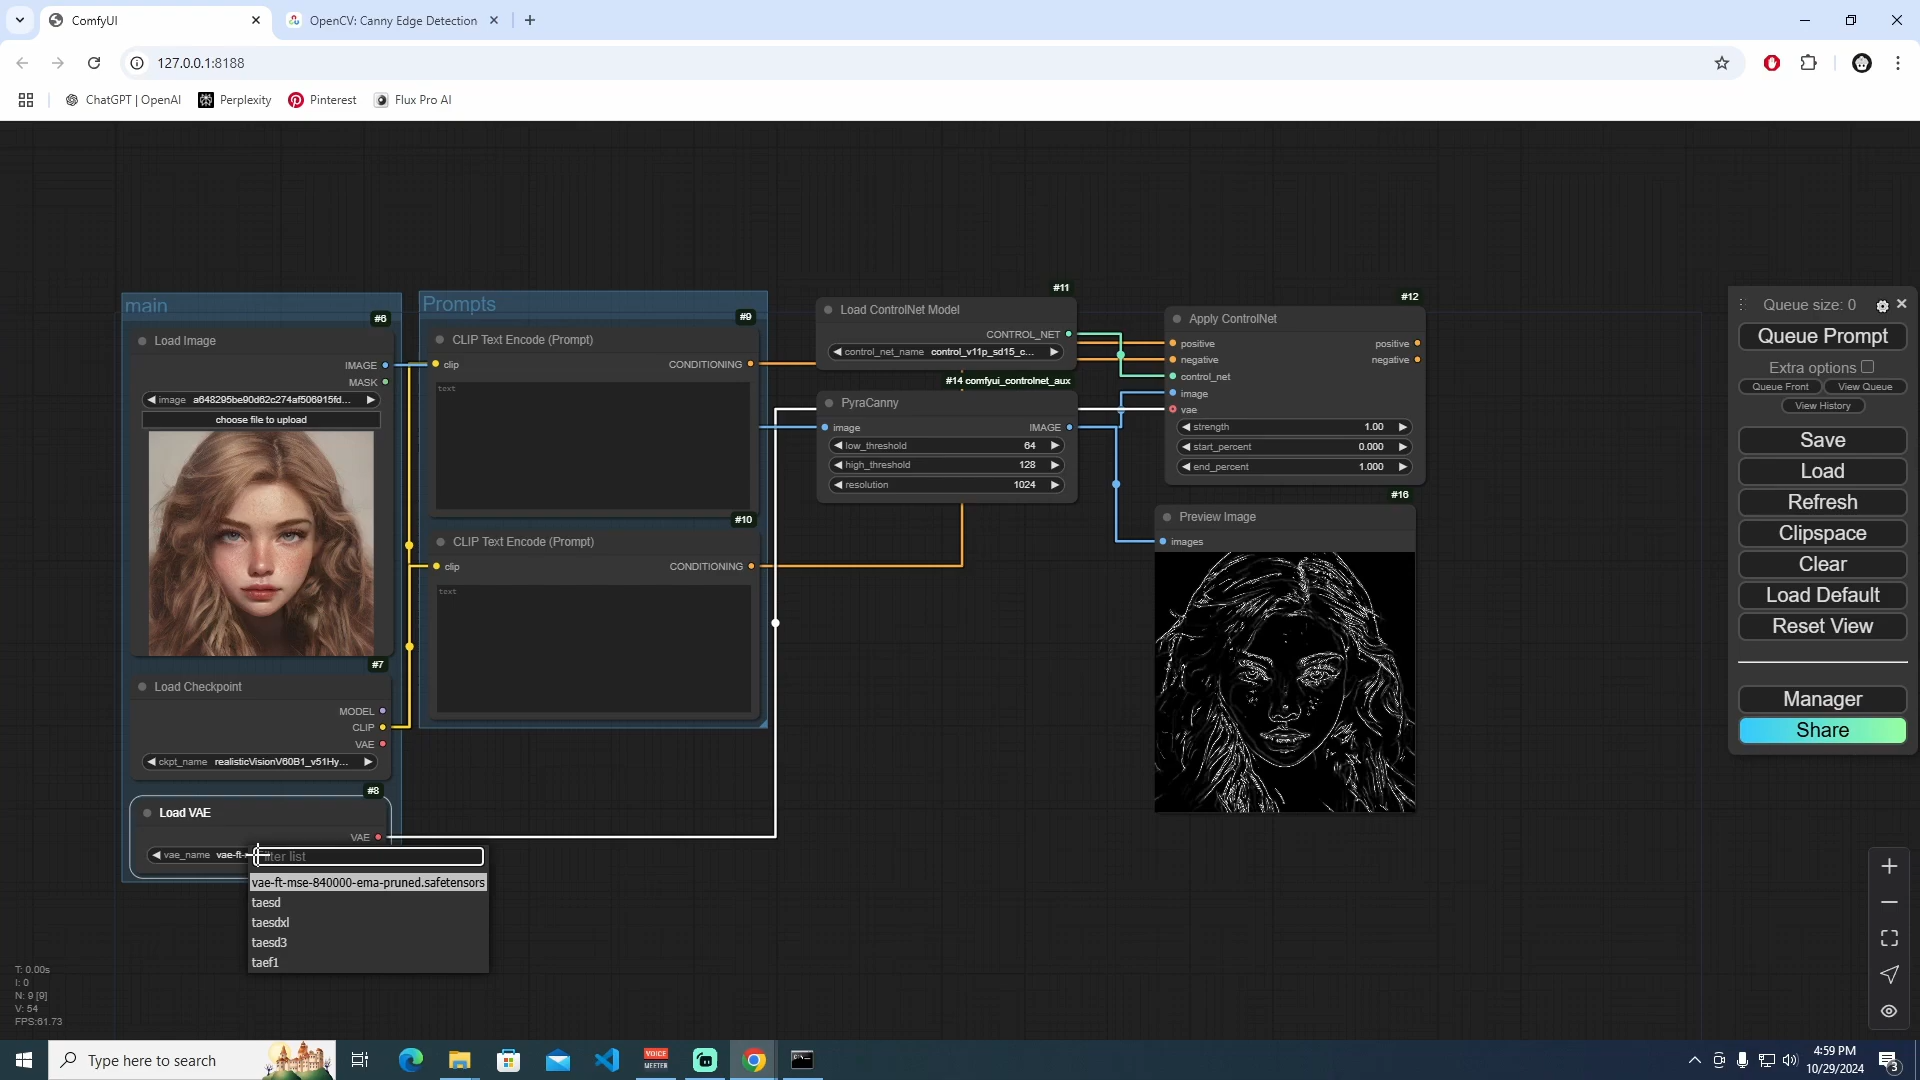 ComfyUI
OpenCV: Canny Edge Detection
127.0.0.1:8188
ChatGPT | OpenAI
Perplexity
Pinterest
Flux Pro AI
main
#6
Load Image
IMAGE
MASK
image a648295be90d62c274af506915fd...
choose file to upload
#7
Load Checkpoint
MODEL
CLIP
VAE
ckpt_name realisticVisionV60B1_v51Hy...
#8
Load VAE
VAE
vae_name vae-ft-
vae-ft-mse-840000-ema-pruned.safetensors
taesd
taesdxl
taesd3
taef1
Prompts
#9
CLIP Text Encode (Prompt)
clip
CONDITIONING
text
#10
CLIP Text Encode (Prompt)
clip
CONDITIONING
text
#11
Load ControlNet Model
CONTROL_NET
control_net_name control_v11p_sd15_c...
#14 comfyui_controlnet_aux
PyraCanny
image
IMAGE
low_threshold 64
high_threshold 128
resolution 1024
#12
Apply ControlNet
positive
positive
negative
negative
control_net
image
vae
strength 1.00
start_percent 0.000
end_percent 1.000
#16
Preview Image
images
Queue size: 0
Queue Prompt
Extra options
Queue Front
View Queue
View History
Save
Load
Refresh
Clipspace
Clear
Load Default
Reset View
Manager
Share
T: 0.00s
I: 0
N: 9 [9]
V: 54
FPS:61.73
Type here to search
VOICE
MEETER
4:59 PM
10/29/2024
3